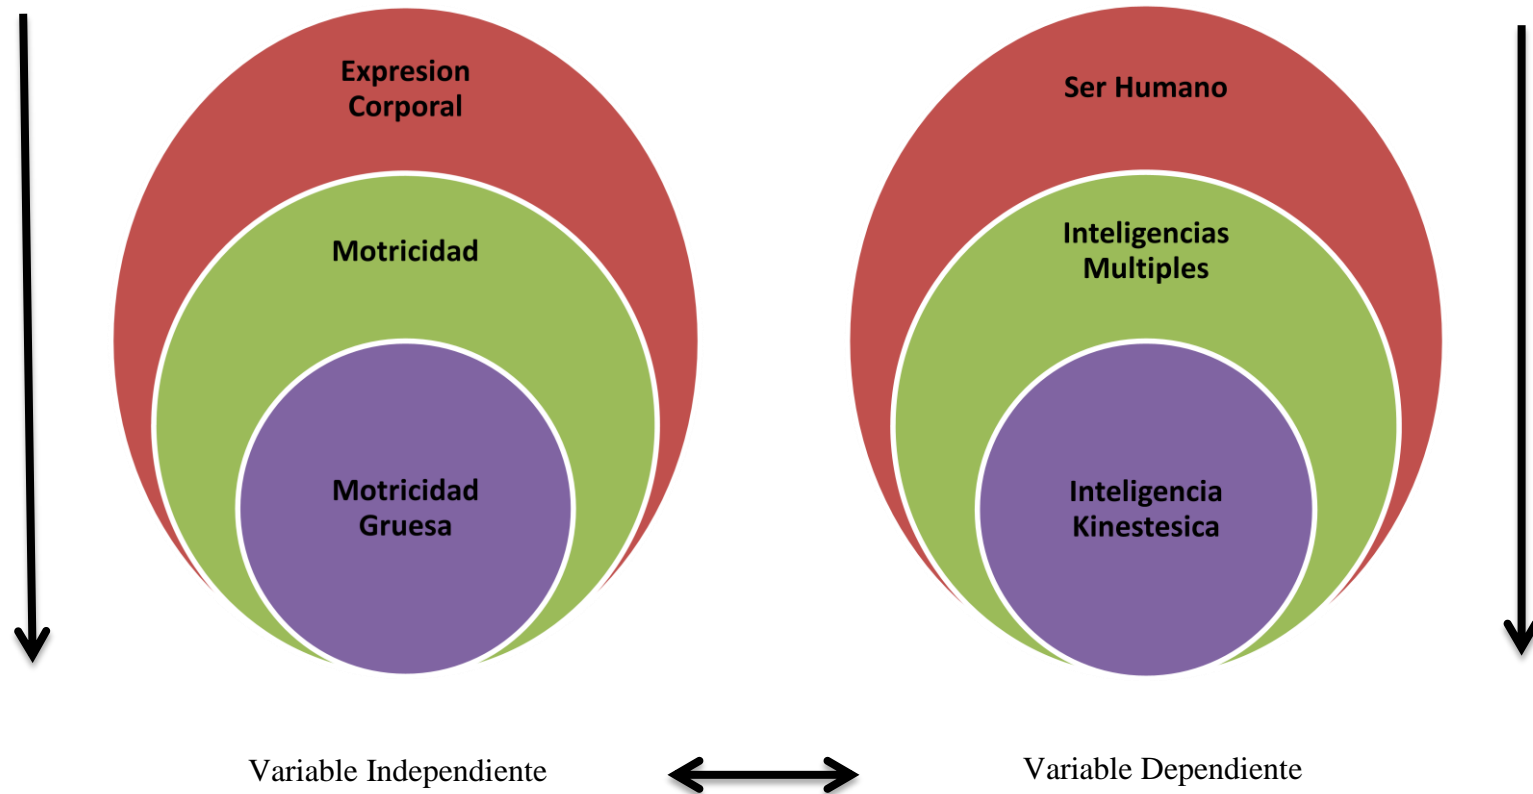 Expresion
Corporal
Motricidad
Motricidad
Gruesa
Variable Independiente
Ser Humano
Inteligencias
Multiples
Inteligencia
Kinestesica
Variable Dependiente